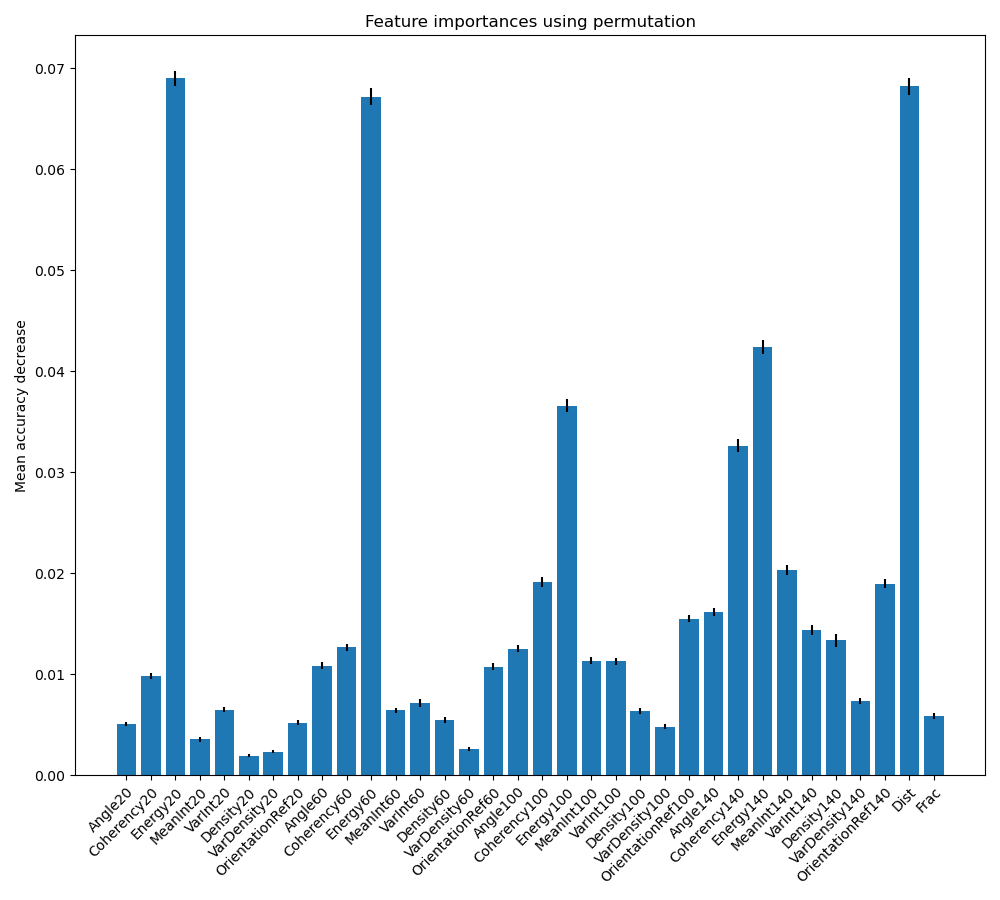 Feature importances using permutation
Mean accuracy decrease
0.07
0.06
0.05
0.04
0.03
0.02
0.01
0.00
Angle20
Coherency20
Energy20
MeanInt20
VarInt20
Density20
VarDensity20
OrientationRef20
Angle60
Coherency60
Energy60
MeanInt60
VarInt60
Density60
VarDensity60
OrientationRef60
Angle100
Coherency100
Energy100
MeanInt100
VarInt100
Density100
VarDensity100
OrientationRef100
Angle140
Coherency140
Energy140
MeanInt140
VarInt140
Density140
VarDensity140
OrientationRef140
Dist
Frac